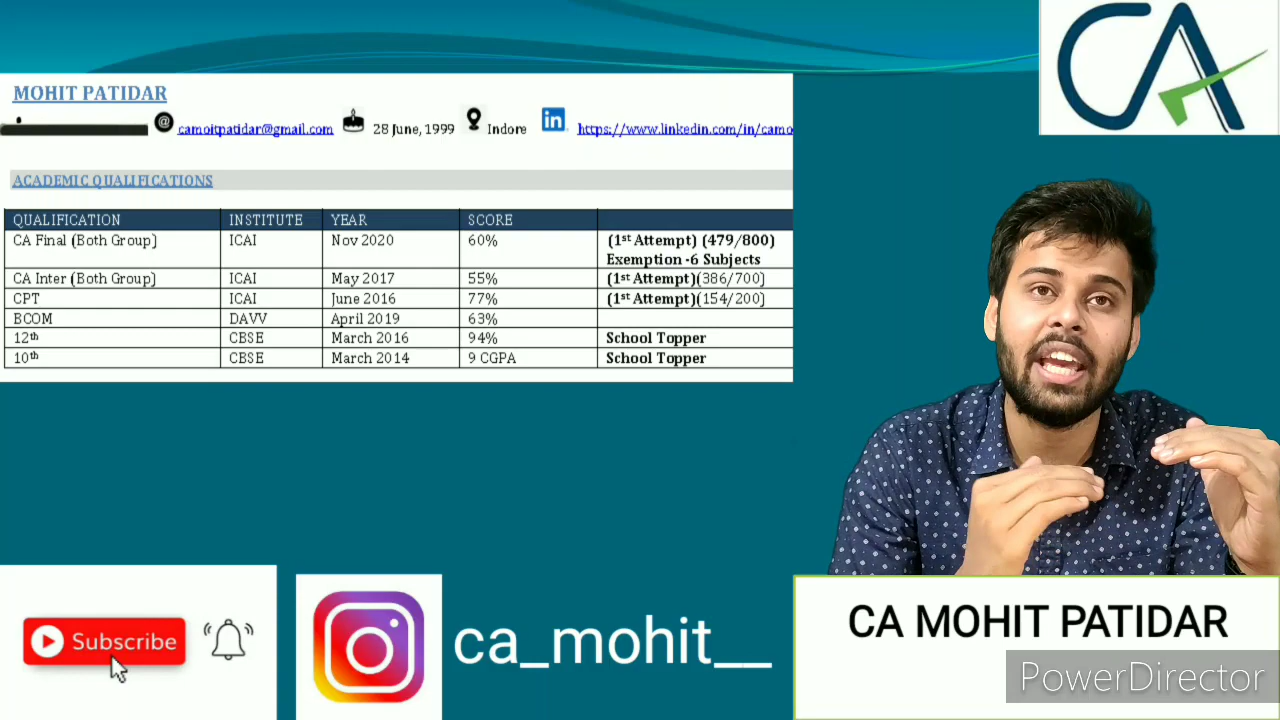 MOHIT PATIDAR
@ camoitpatidar@gmail.com 28 June, 1999 Indore in https://www.linkedin.com/in/camo
ACADEMIC QUALIFICATIONS
QUALIFICATION INSTITUTE YEAR SCORE
CA Final (Both Group) ICAI Nov 2020 60% (1st Attempt) (479/800)
Exemption -6 Subjects
CA Inter (Both Group) ICAI May 2017 55% (1st Attempt)(386/700)
CPT ICAI June 2016 77% (1st Attempt)(154/200)
BCOM DAVV April 2019 63%
12th CBSE March 2016 94% School Topper
10th CBSE March 2014 9 CGPA School Topper
CA
Subscribe
ca_mohit__
CA MOHIT PATIDAR
PowerDirector